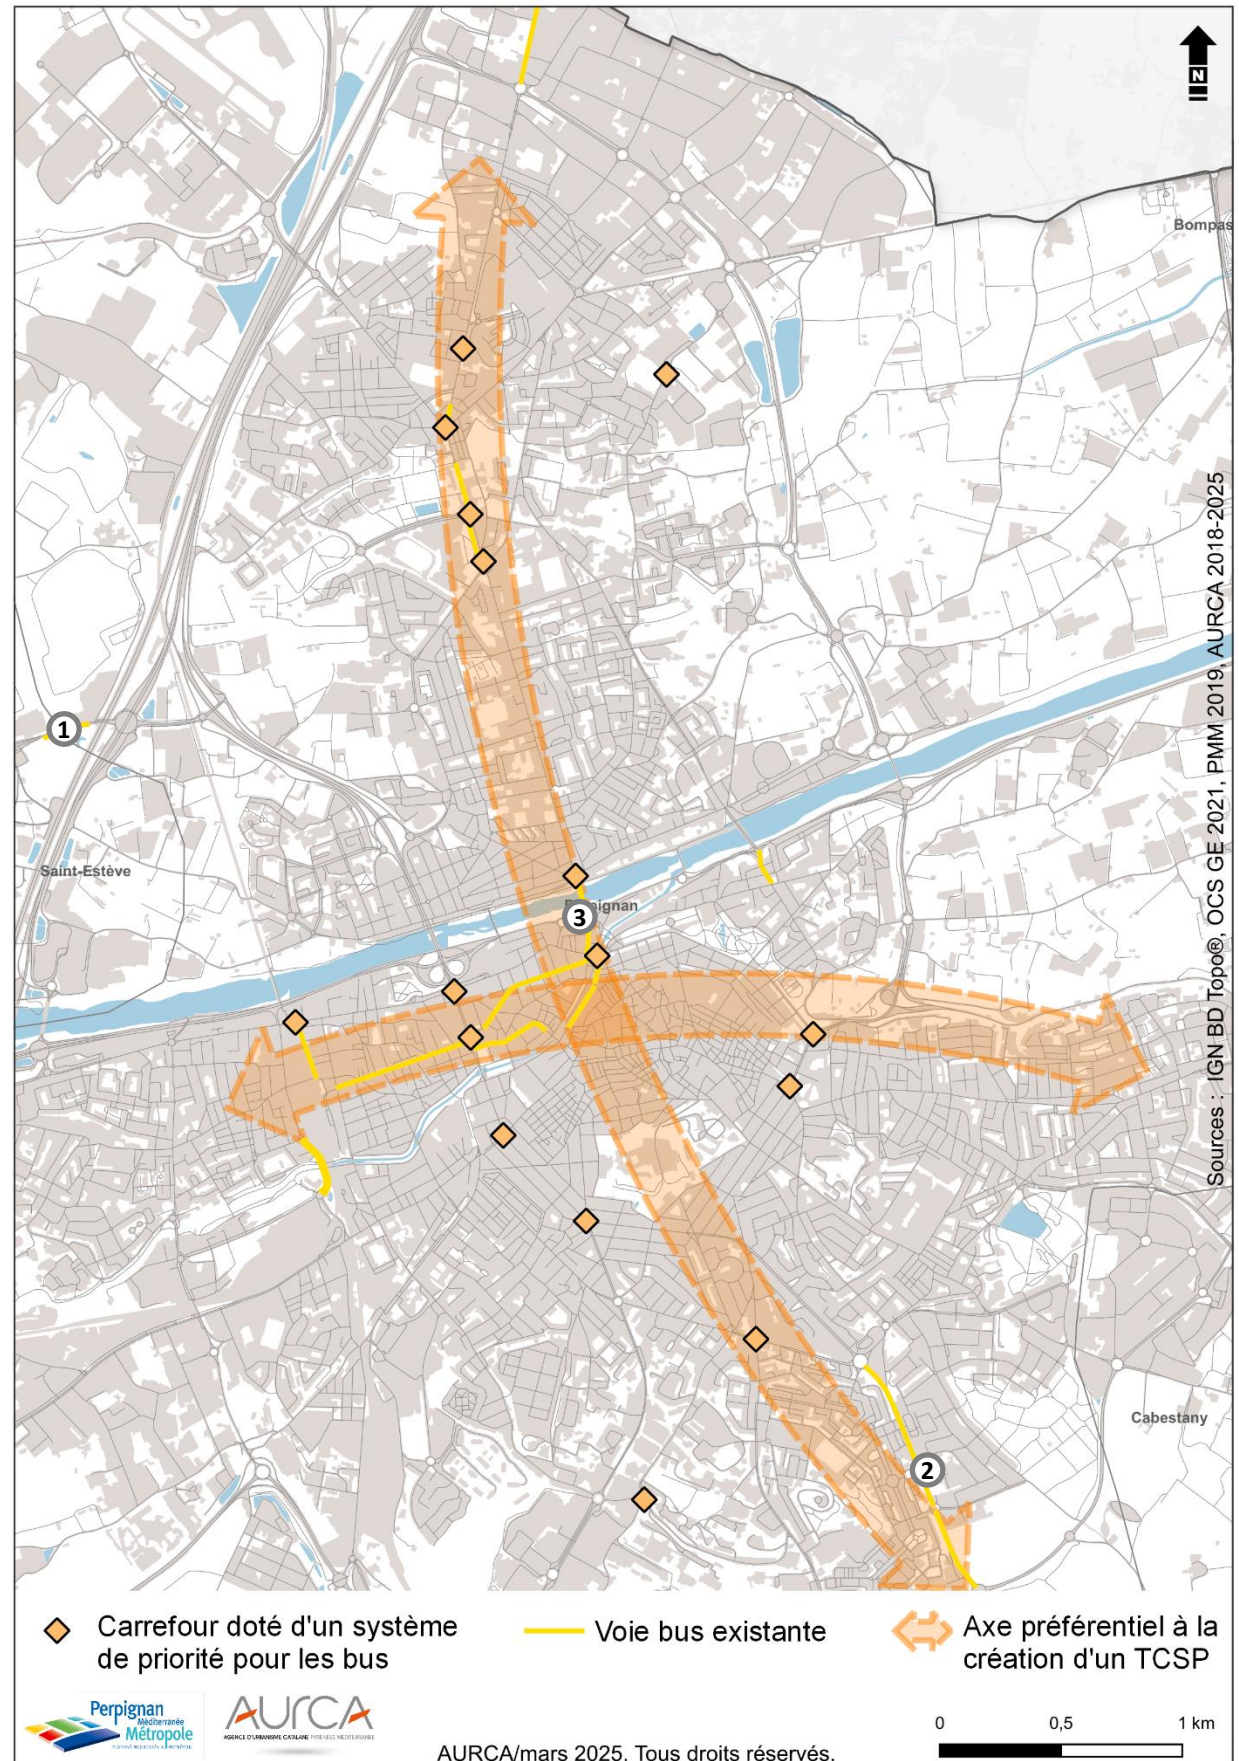 N
Bompas
1
Saint-Estève
Perpignan
3
Cabestany
2
Sources : IGN BD Topo®, OCS GE 2021, PMM 2019, AURCA 2018-2025
Carrefour doté d'un système
de priorité pour les bus
Voie bus existante
Axe préférentiel à la
création d'un TCSP
Perpignan
Méditerranée
Métropole
AURCA
AGENCE D'URBANISME CATALANE PYRÉNÉES MÉDITERRANÉE
0 0,5 1 km
AURCA/mars 2025. Tous droits réservés.